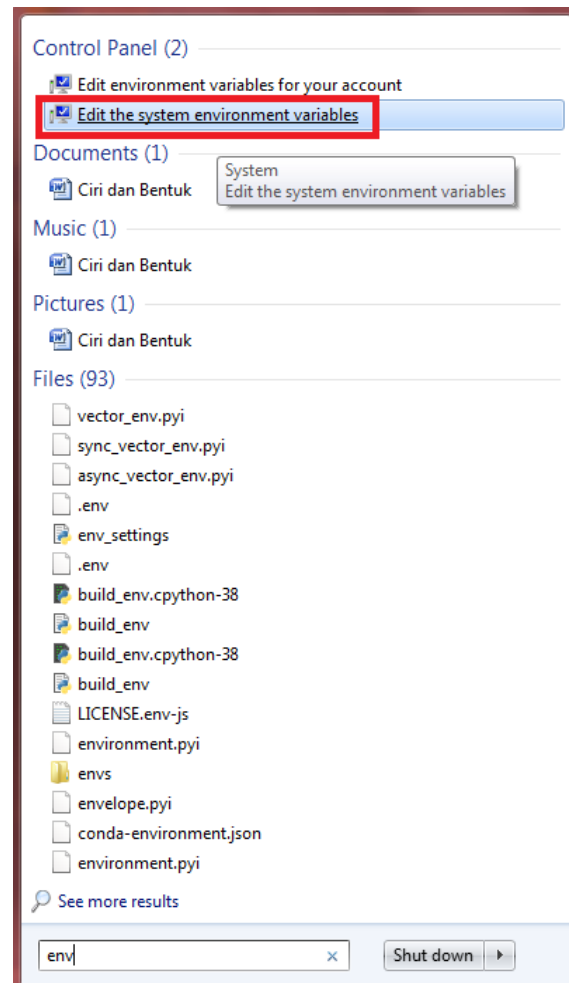 Control Panel (2)
Edit environment variables for your account
Edit the system environment variables
Documents (1)
System
Edit the system environment variables
Ciri dan Bentuk
Music (1)
Ciri dan Bentuk
Pictures (1)
Ciri dan Bentuk
Files (93)
vector_env.pyi
sync_vector_env.pyi
async_vector_env.pyi
.env
env_settings
.env
build_env.cpython-38
build_env
build_env.cpython-38
build_env
LICENSE.env-js
environment.pyi
envs
envelope.pyi
conda-environment.json
environment.pyi
See more results
env
Shut down